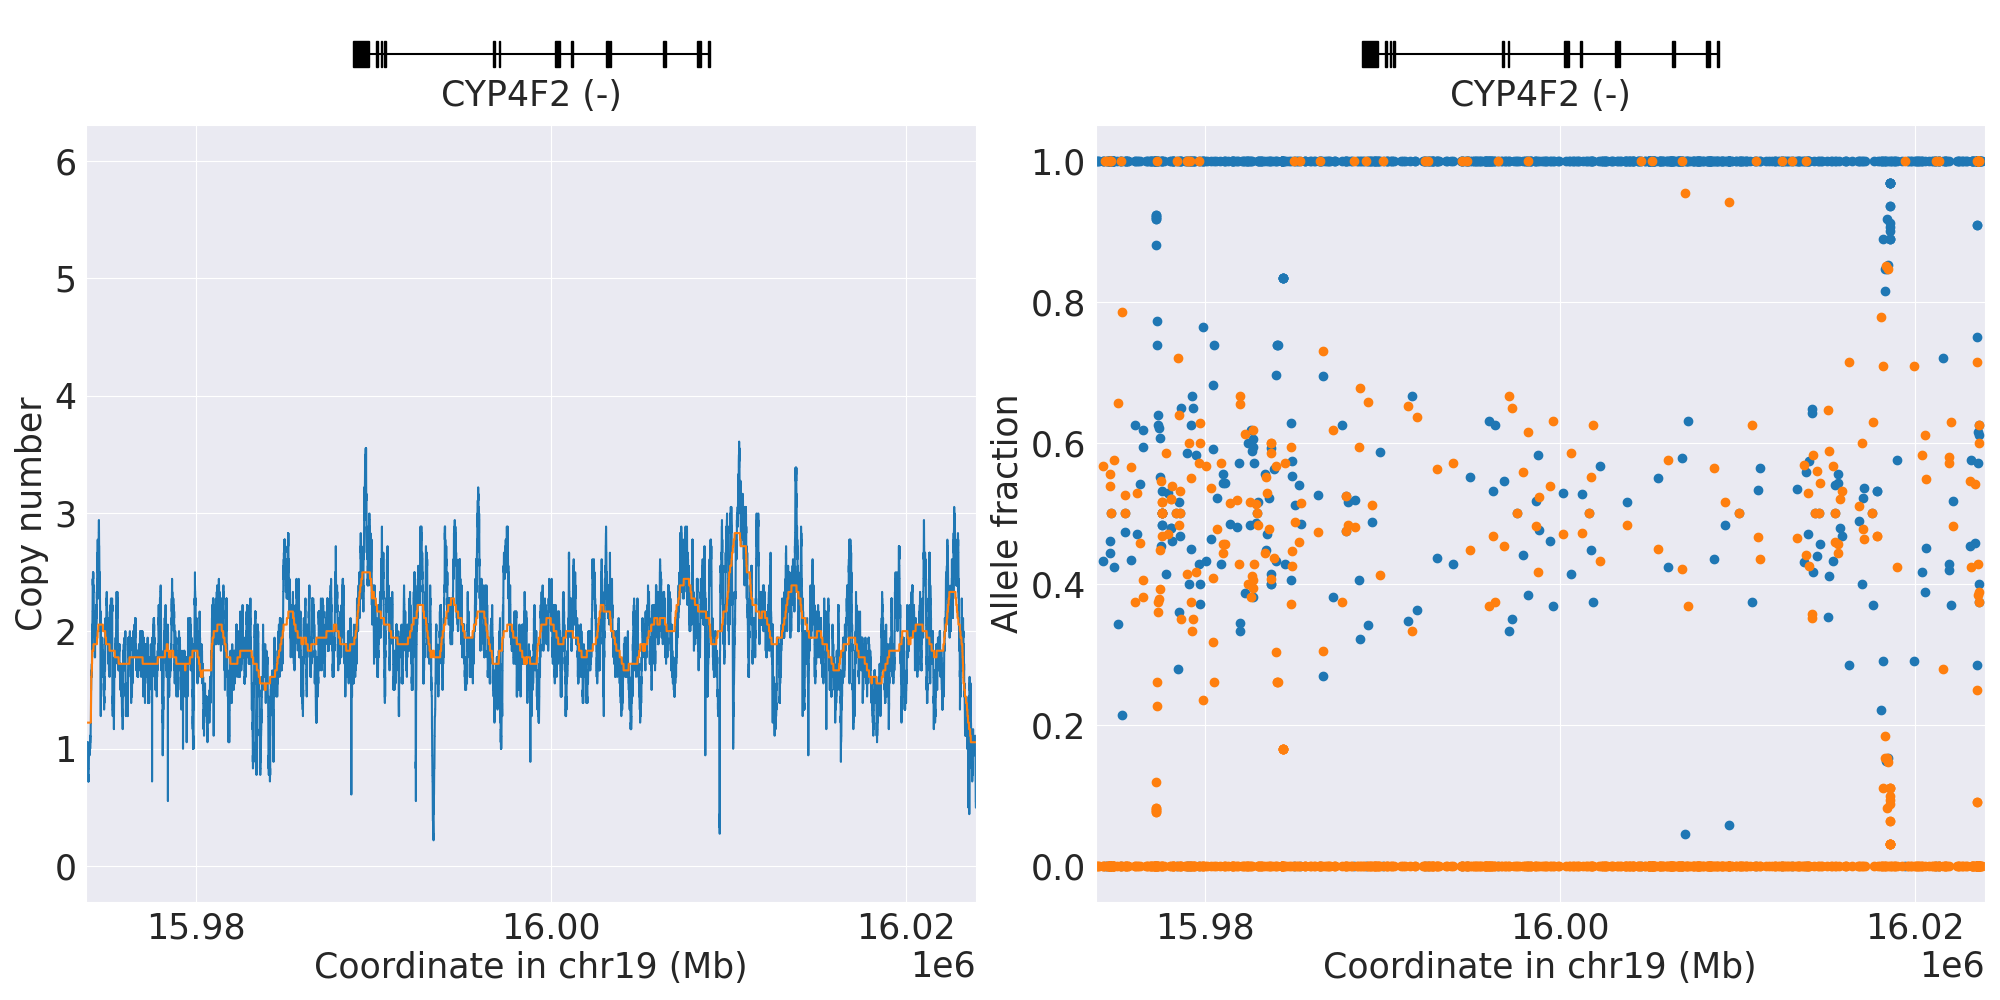 CYP4F2 (-)
Copy number
6
5
4
3
2
1
0
15.98
16.00
16.02
Coordinate in chr19 (Mb)
1e6
CYP4F2 (-)
Allele fraction
1.0
0.8
0.6
0.4
0.2
0.0
15.98
16.00
16.02
Coordinate in chr19 (Mb)
1e6